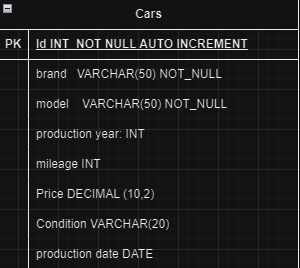 Cars
PK Id INT NOT NULL AUTO INCREMENT
brand VARCHAR(50) NOT_NULL
model VARCHAR(50) NOT_NULL
production year: INT
mileage INT
Price DECIMAL (10,2)
Condition VARCHAR(20)
production date DATE